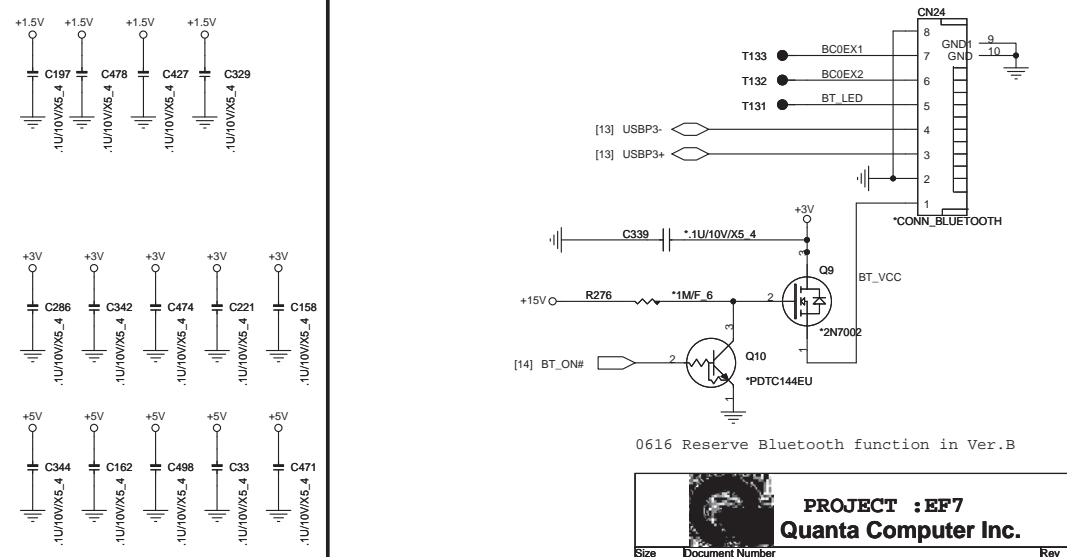 +1.5V +1.5V +1.5V +1.5V
C197 C478 C427 C329
.1U/10V/X5_4 .1U/10V/X5_4 .1U/10V/X5_4 .1U/10V/X5_4
+3V +3V +3V +3V +3V
C286 C342 C474 C221 C158
.1U/10V/X5_4 .1U/10V/X5_4 .1U/10V/X5_4 .1U/10V/X5_4 .1U/10V/X5_4
+5V +5V +5V +5V +5V
C344 C162 C498 C33 C471
.1U/10V/X5_4 .1U/10V/X5_4 .1U/10V/X5_4 .1U/10V/X5_4 .1U/10V/X5_4
CN24
8
GND1 9
GND 10
T133 BC0EX1 7
T132 BC0EX2 6
T131 BT_LED 5
[13] USBP3- 4
[13] USBP3+ 3
2
1
*CONN_BLUETOOTH
+3V
C339 *.1U/10V/X5_4
3
Q9
BT_VCC
+15V R276 *1M/F_6 2
*2N7002
1
3
[14] BT_ON# 2
Q10
*PDTC144EU
1
0616 Reserve Bluetooth function in Ver.B
PROJECT :EF7
Quanta Computer Inc.
Size Document Number Rev